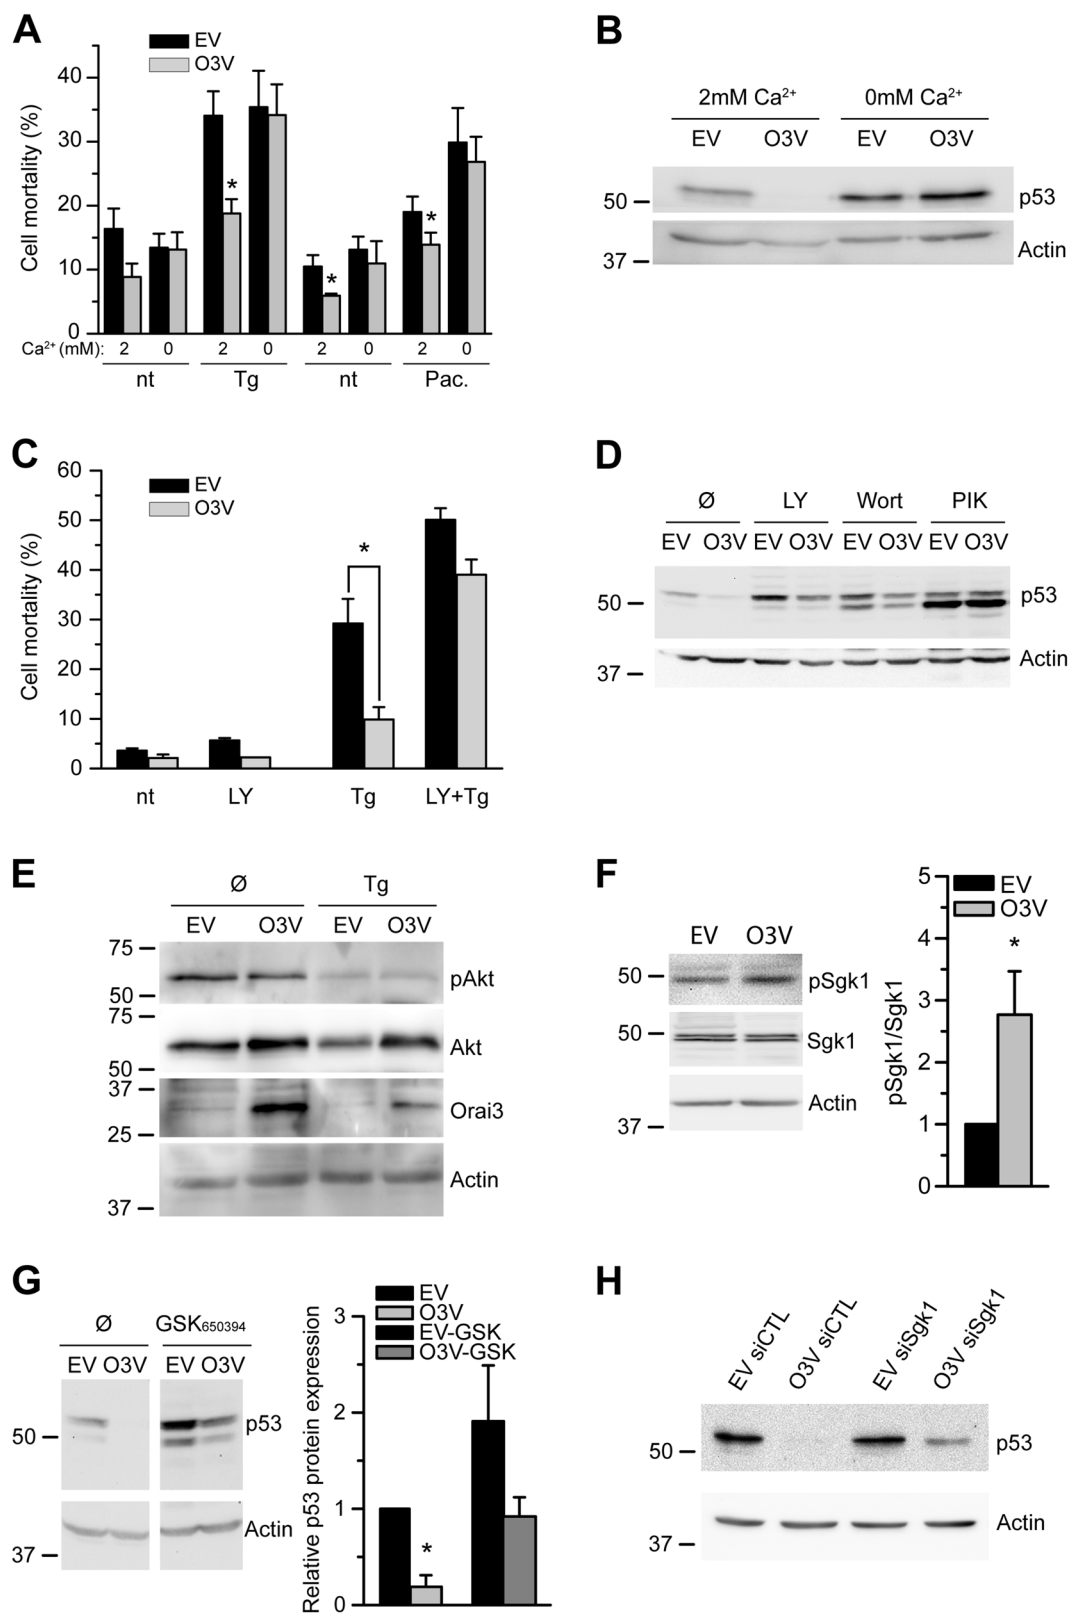 A
EV
O3V
Cell mortality (%)
40
30
20
10
0
*
*
*
Ca²⁺ (mM): 2 0 2 0 2 0 2 0
nt Tg nt Pac.
B
2mM Ca²⁺ 0mM Ca²⁺
EV O3V EV O3V
50 p53
37 Actin
C
EV
O3V
Cell mortality (%)
60
50
40
30
20
10
0
*
nt LY Tg LY+Tg
D
Ø LY Wort PIK
EV O3V EV O3V EV O3V EV O3V
50 p53
37 Actin
E
Ø Tg
EV O3V EV O3V
75
pAkt
50
75
Akt
50
37
Orai3
25
Actin
37
F
EV O3V
50 pSgk1
50 Sgk1
Actin
37
EV
O3V
pSgk1/Sgk1
5
4
3
2
1
0
*
G
Ø GSK650394
EV O3V EV O3V
p53
50
Actin
37
EV
O3V
EV-GSK
O3V-GSK
Relative p53 protein expression
3
2
1
0
*
H
EV siCTL O3V siCTL EV siSgk1 O3V siSgk1
50 p53
Actin
37